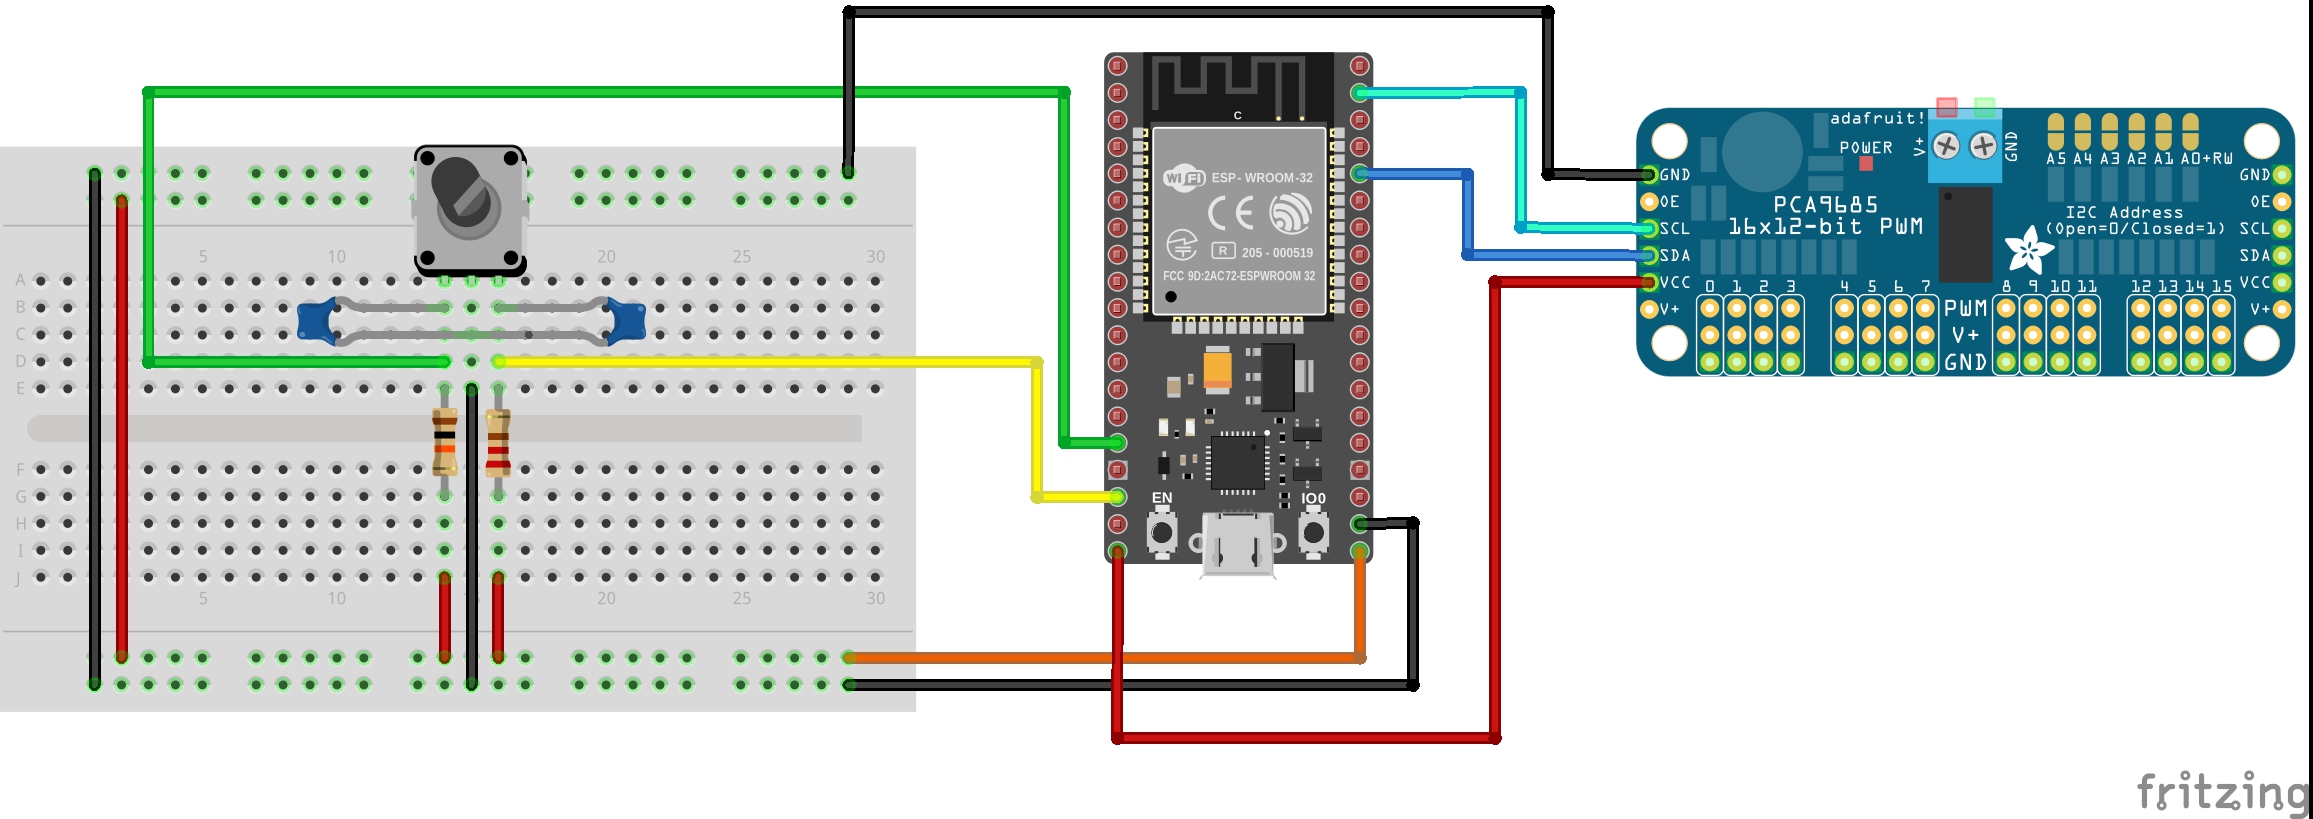 5 10 15 20 25 30
A
B
C
D
E
F
G
H
I
J
5 10 20 25 30
C
WiFi ESP-WROOM-32
CE
R 205-000519
FCC 9D:2AC72-ESPWROOM 32
EN
IO0
adafruit!
POWER
V+
GND
A5 A4 A3 A2 A1 A0+RW
GND
OE
SCL
SDA
VCC
V+
PCA9685
16x12-bit PWM
I2C Address
(Open=0/Closed=1)
GND
OE
SCL
SDA
VCC
V+
0 1 2 3 4 5 6 7 8 9 10 11 12 13 14 15
PWM
V+
GND
fritzing